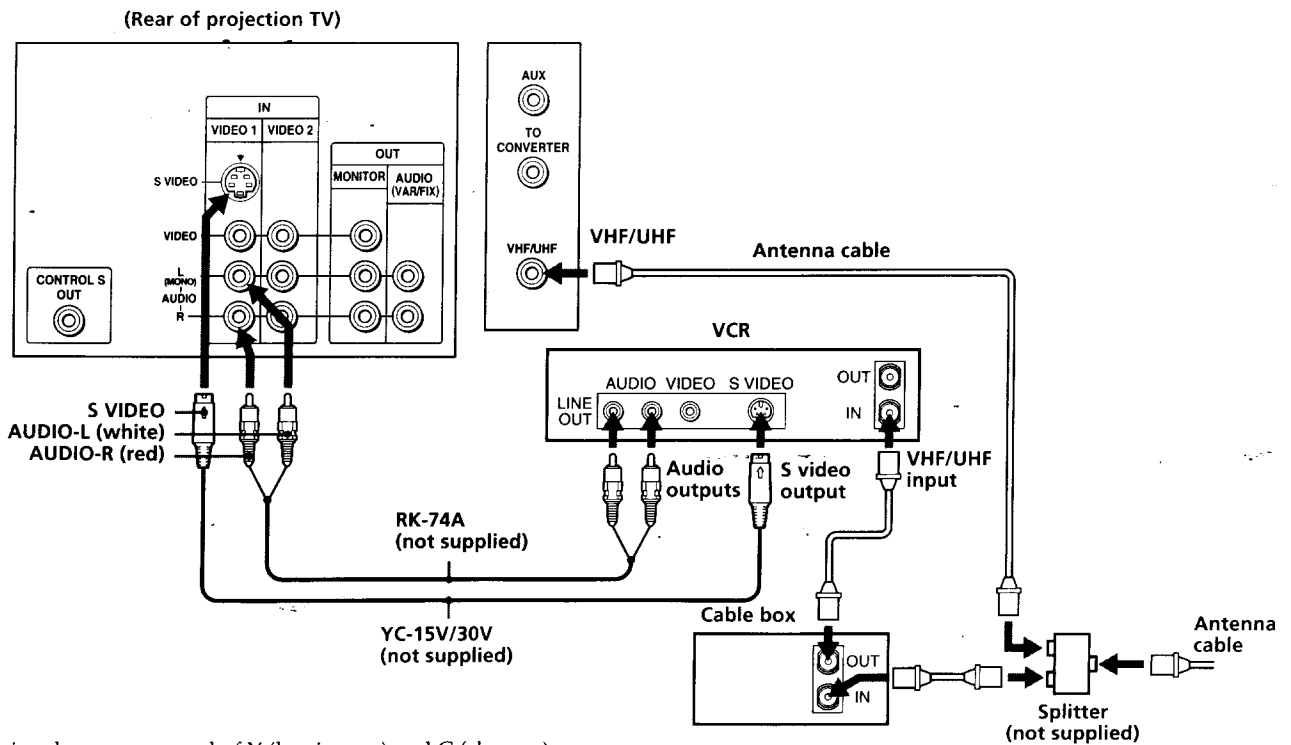 (Rear of projection TV)
IN
VIDEO 1 VIDEO 2
S VIDEO
VIDEO
L
(MONO)
AUDIO
R
OUT
MONITOR AUDIO
(VAR/FIX)
CONTROL S
OUT
AUX
TO
CONVERTER
VHF/UHF
VHF/UHF
Antenna cable
VCR
AUDIO VIDEO S VIDEO
LINE
OUT
OUT
IN
S VIDEO
AUDIO-L (white)
AUDIO-R (red)
Audio
outputs
S video
output
VHF/UHF
input
RK-74A
(not supplied)
YC-15V/30V
(not supplied)
Cable box
OUT
IN
Antenna
cable
Splitter
(not supplied)